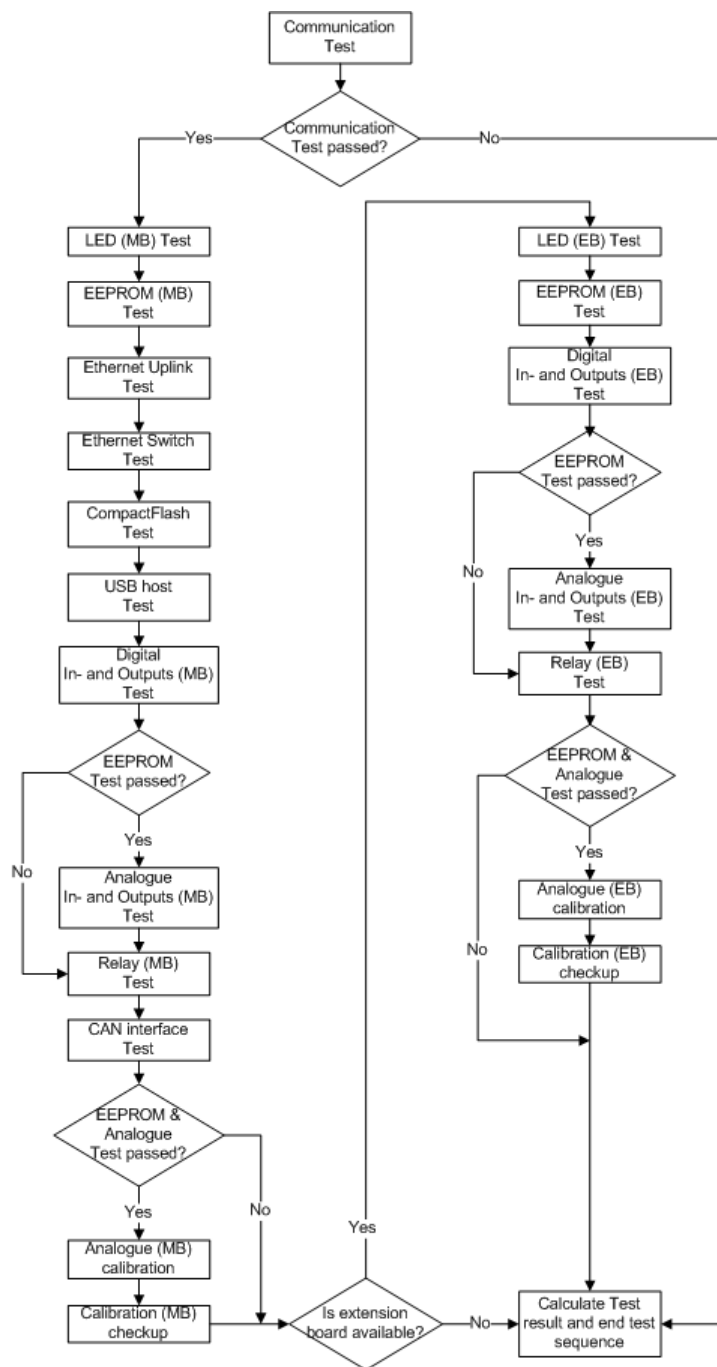 Communication
Test
Communication
Test passed?
Yes
No
LED (MB) Test
EEPROM (MB)
Test
Ethernet Uplink
Test
Ethernet Switch
Test
CompactFlash
Test
USB host
Test
Digital
In- and Outputs (MB)
Test
EEPROM
Test passed?
Yes
No
Analogue
In- and Outputs (MB)
Test
Relay (MB)
Test
CAN interface
Test
EEPROM &
Analogue
Test passed?
Yes
No
Analogue (MB)
calibration
Calibration (MB)
checkup
Is extension
board available?
Yes
No
LED (EB) Test
EEPROM (EB)
Test
Digital
In- and Outputs (EB)
Test
EEPROM
Test passed?
Yes
No
Analogue
In- and Outputs (EB)
Test
Relay (EB)
Test
EEPROM &
Analogue
Test passed?
Yes
No
Analogue (EB)
calibration
Calibration (EB)
checkup
Calculate Test
result and end test
sequence